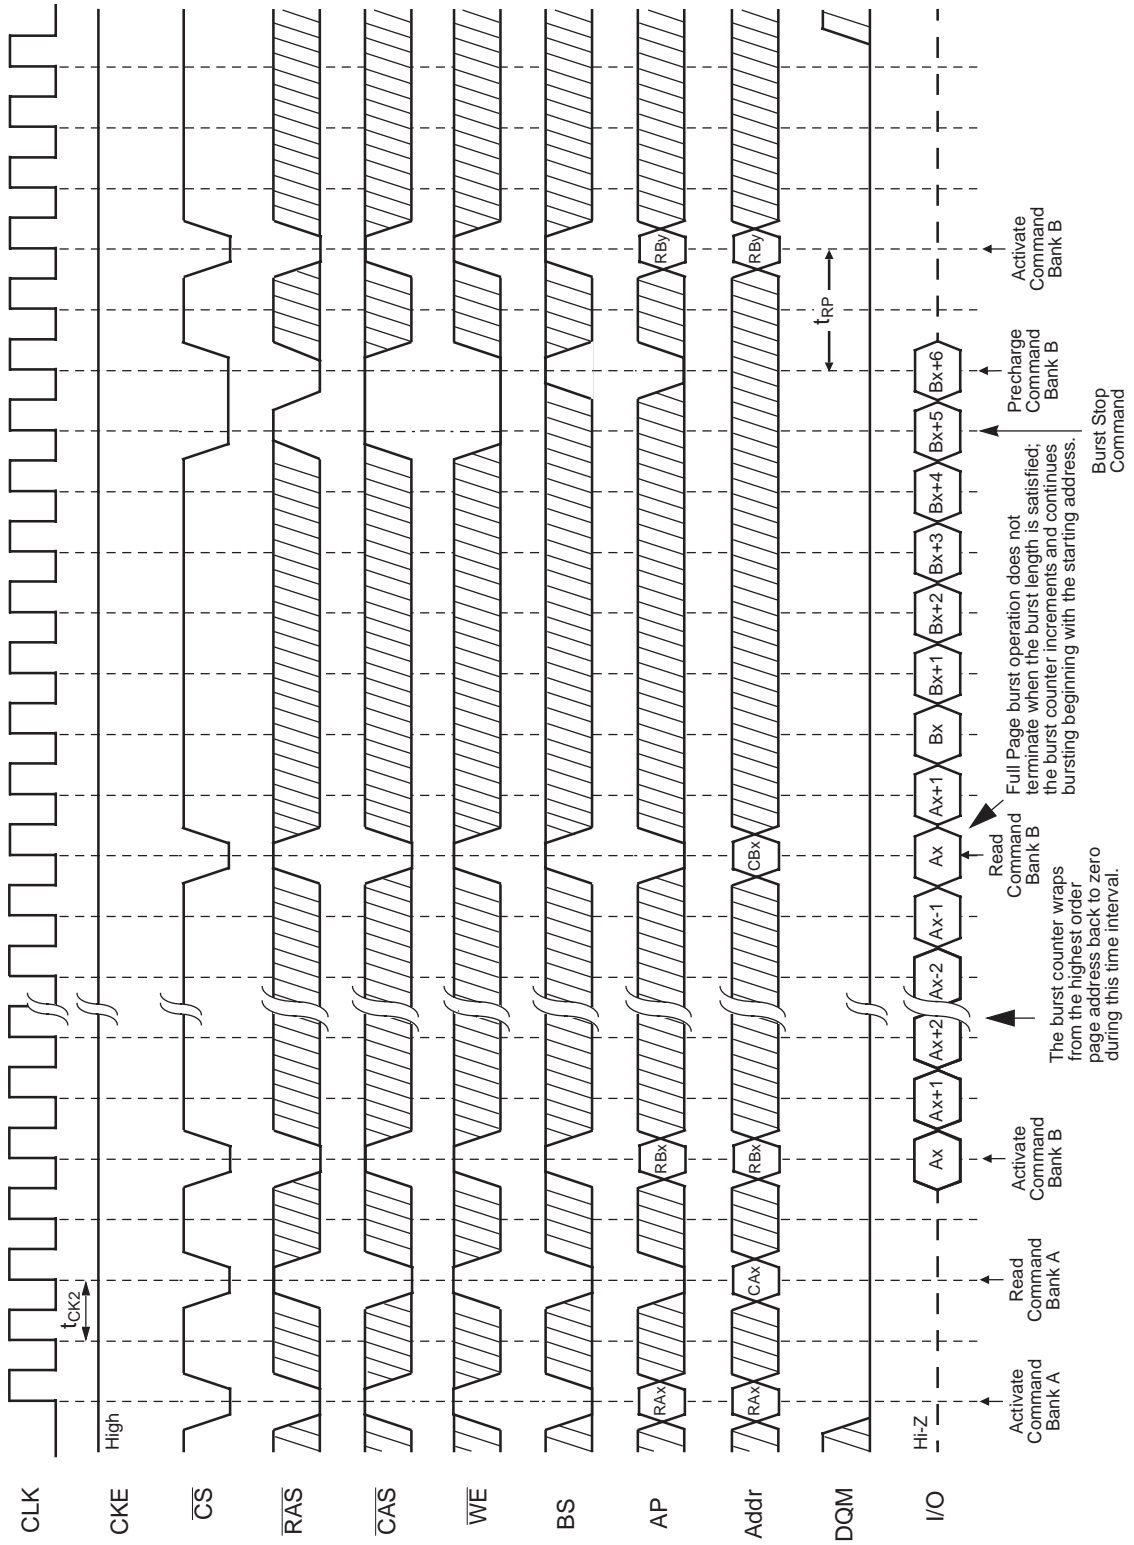 CLK
CKE
High
tCK2
CS
RAS
CAS
WE
BS
AP
RAx
RBx
RBy
Addr
RAx
CAx
RBx
CBx
RBy
DQM
tRP
I/O
Hi-Z
Ax
Ax+1
Ax+2
Ax-2
Ax-1
Ax
Ax+1
Bx
Bx+1
Bx+2
Bx+3
Bx+4
Bx+5
Bx+6
Activate
Command
Bank A
Read
Command
Bank A
Activate
Command
Bank B
The burst counter wraps
from the highest order
page address back to zero
during this time interval.
Read
Command
Bank B
Full Page burst operation does not
terminate when the burst length is satisfied;
the burst counter increments and continues
bursting beginning with the starting address.
Burst Stop
Command
Precharge
Command
Bank B
Activate
Command
Bank B